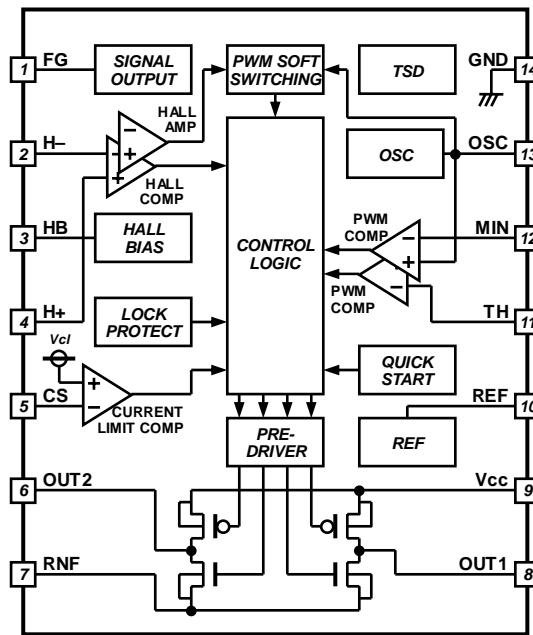 1
FG
SIGNAL
OUTPUT
PWM SOFT
SWITCHING
TSD
GND
14
HALL
AMP
2
H–
OSC
OSC
13
HALL
COMP
3
HB
HALL
BIAS
CONTROL
LOGIC
PWM
COMP
MIN
12
4
H+
LOCK
PROTECT
PWM
COMP
TH
11
Vcl
5
CS
CURRENT
LIMIT COMP
QUICK
START
REF
10
PRE-
DRIVER
REF
6
OUT2
Vcc
9
7
RNF
OUT1
8